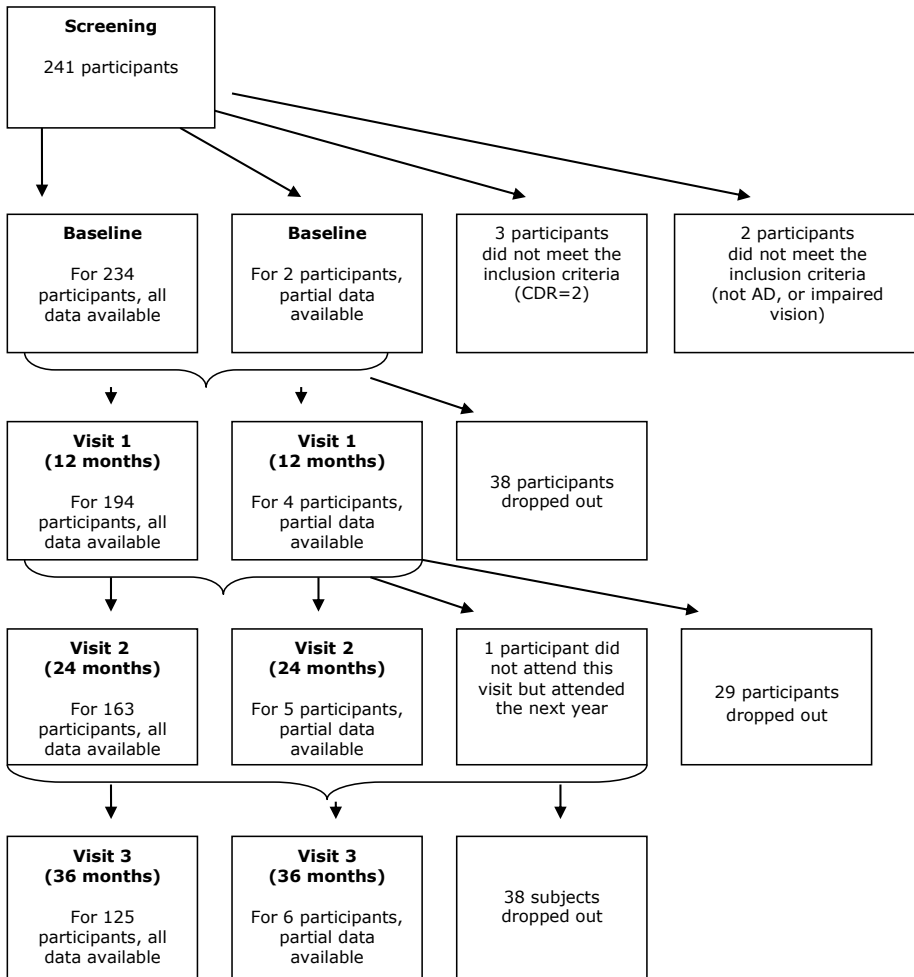 Screening
241 participants
Baseline
For 234
participants, all
data available
Baseline
For 2 participants,
partial data
available
3 participants
did not meet the
inclusion criteria
(CDR=2)
2 participants
did not meet the
inclusion criteria
(not AD, or impaired
vision)
Visit 1
(12 months)
For 194
participants, all
data available
Visit 1
(12 months)
For 4 participants,
partial data
available
38 participants
dropped out
Visit 2
(24 months)
For 163
participants, all
data available
Visit 2
(24 months)
For 5 participants,
partial data
available
1 participant did
not attend this
visit but attended
the next year
29 participants
dropped out
Visit 3
(36 months)
For 125
participants, all
data available
Visit 3
(36 months)
For 6 participants,
partial data
available
38 subjects
dropped out